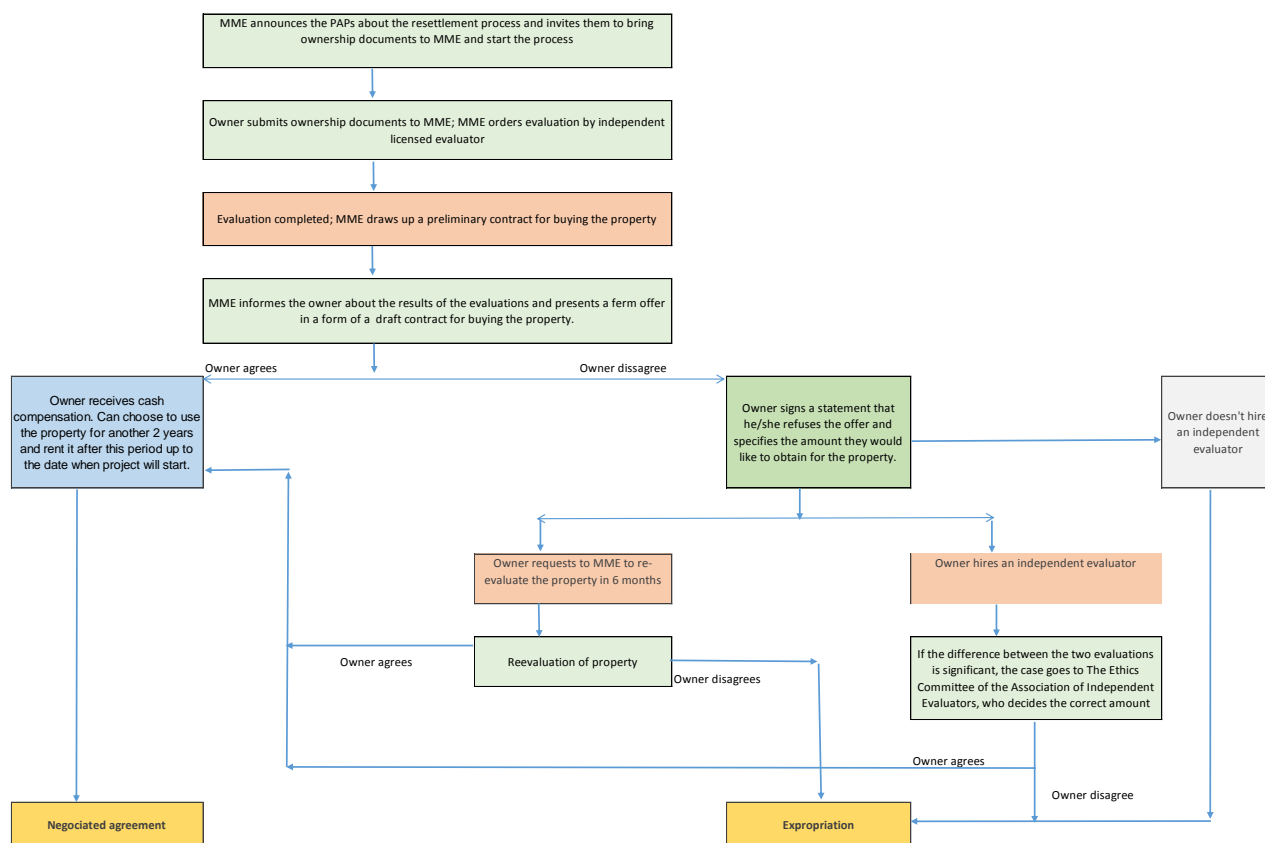 MME announces the PAPs about the resettlement process and invites them to bring
ownership documents to MME and start the process
Owner submits ownership documents to MME; MME orders evaluation by independent
licensed evaluator
Evaluation completed; MME draws up a preliminary contract for buying the property
MME informes the owner about the results of the evaluations and presents a ferm offer
in a form of a draft contract for buying the property.
Owner agrees
Owner dissagree
Owner receives cash
compensation. Can choose to use
the property for another 2 years
and rent it after this period up to
the date when project will start.
Owner signs a statement that
he/she refuses the offer and
specifies the amount they would
like to obtain for the property.
Owner doesn't hire
an independent
evaluator
Owner requests to MME to re-
evaluate the property in 6 months
Owner hires an independent evaluator
Owner agrees
Reevaluation of property
Owner disagrees
If the difference between the two evaluations
is significant, the case goes to The Ethics
Committee of the Association of Independent
Evaluators, who decides the correct amount
Owner agrees
Owner disagree
Negociated agreement
Expropriation